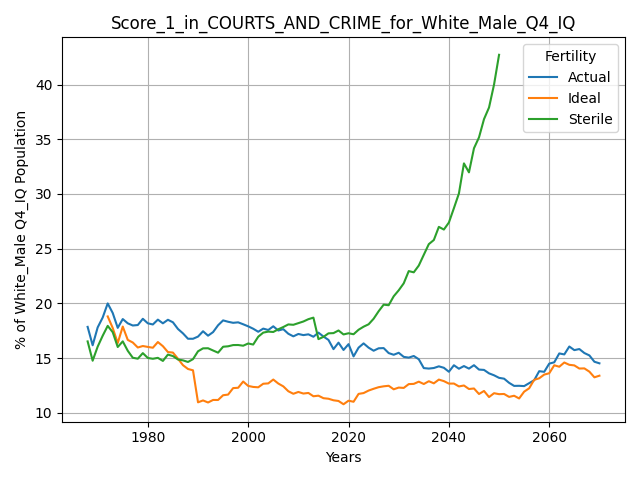 Score_1_in_COURTS_AND_CRIME_for_White_Male_Q4_IQ
% of White_Male Q4_IQ Population
40
35
30
25
20
15
10
Fertility
Actual
Ideal
Sterile
1980 2000 2020 2040 2060
Years